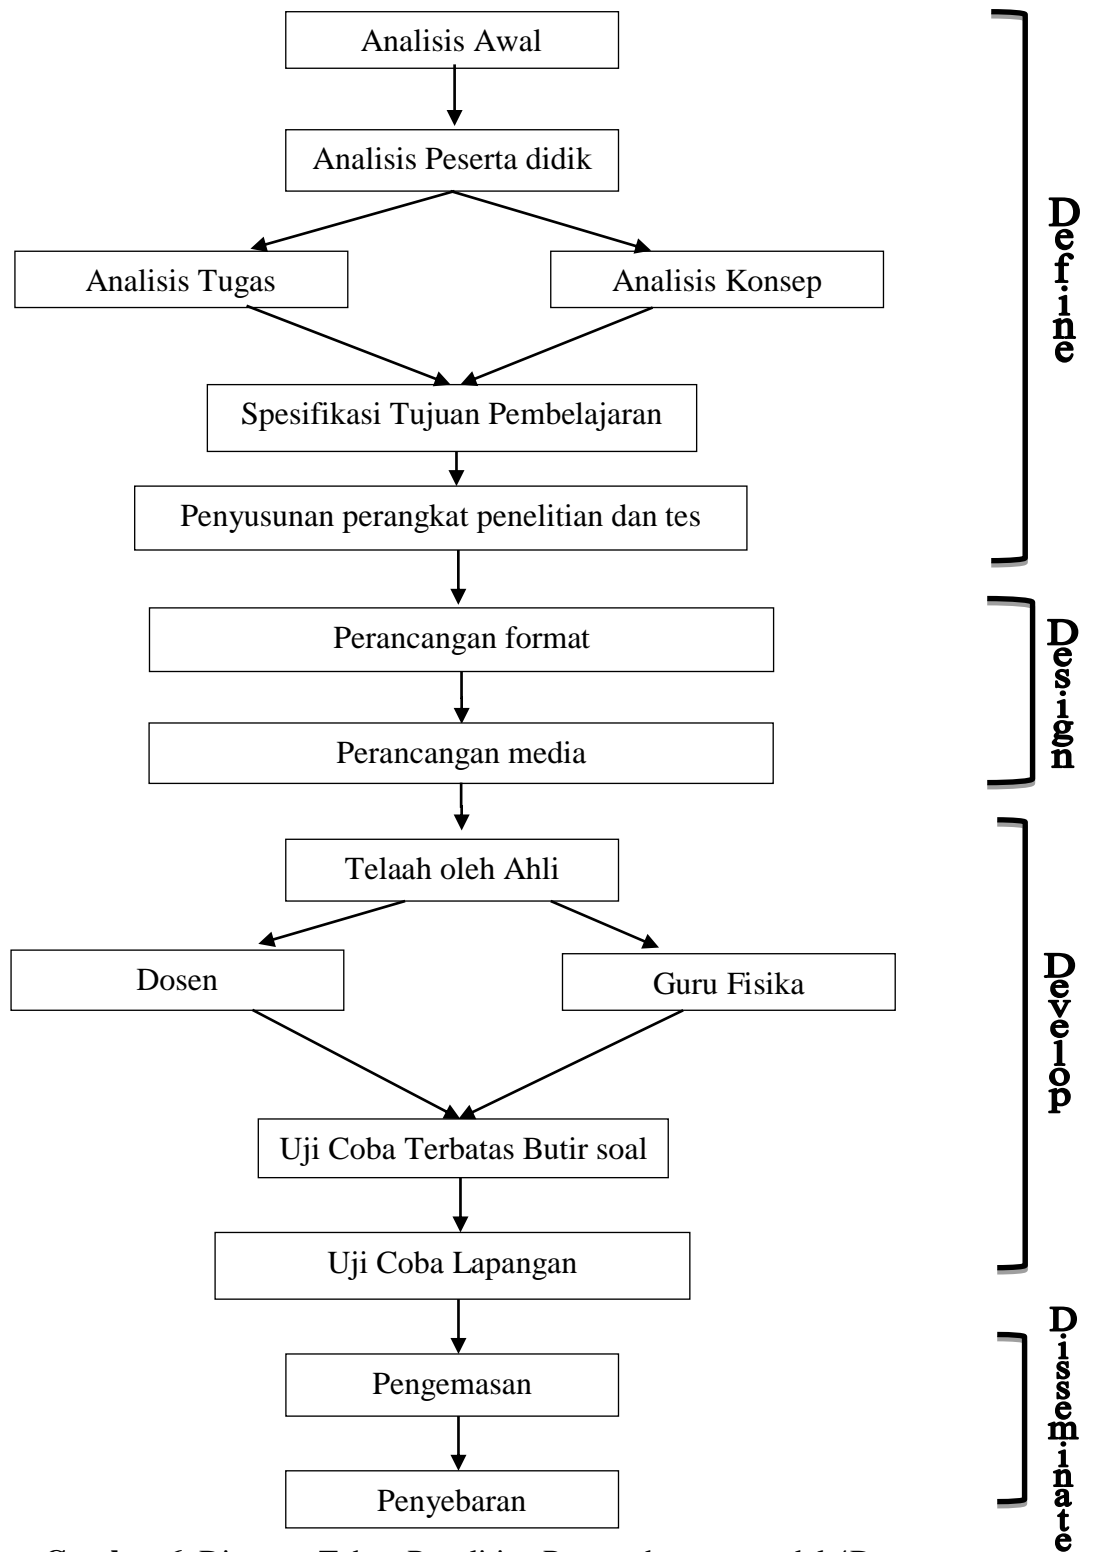 Analisis Awal
Analisis Peserta didik
Analisis Tugas
Analisis Konsep
Spesifikasi Tujuan Pembelajaran
Penyusunan perangkat penelitian dan tes
Define
Perancangan format
Perancangan media
Design
Telaah oleh Ahli
Dosen
Guru Fisika
Uji Coba Terbatas Butir soal
Uji Coba Lapangan
Develop
Pengemasan
Penyebaran
Disseminate